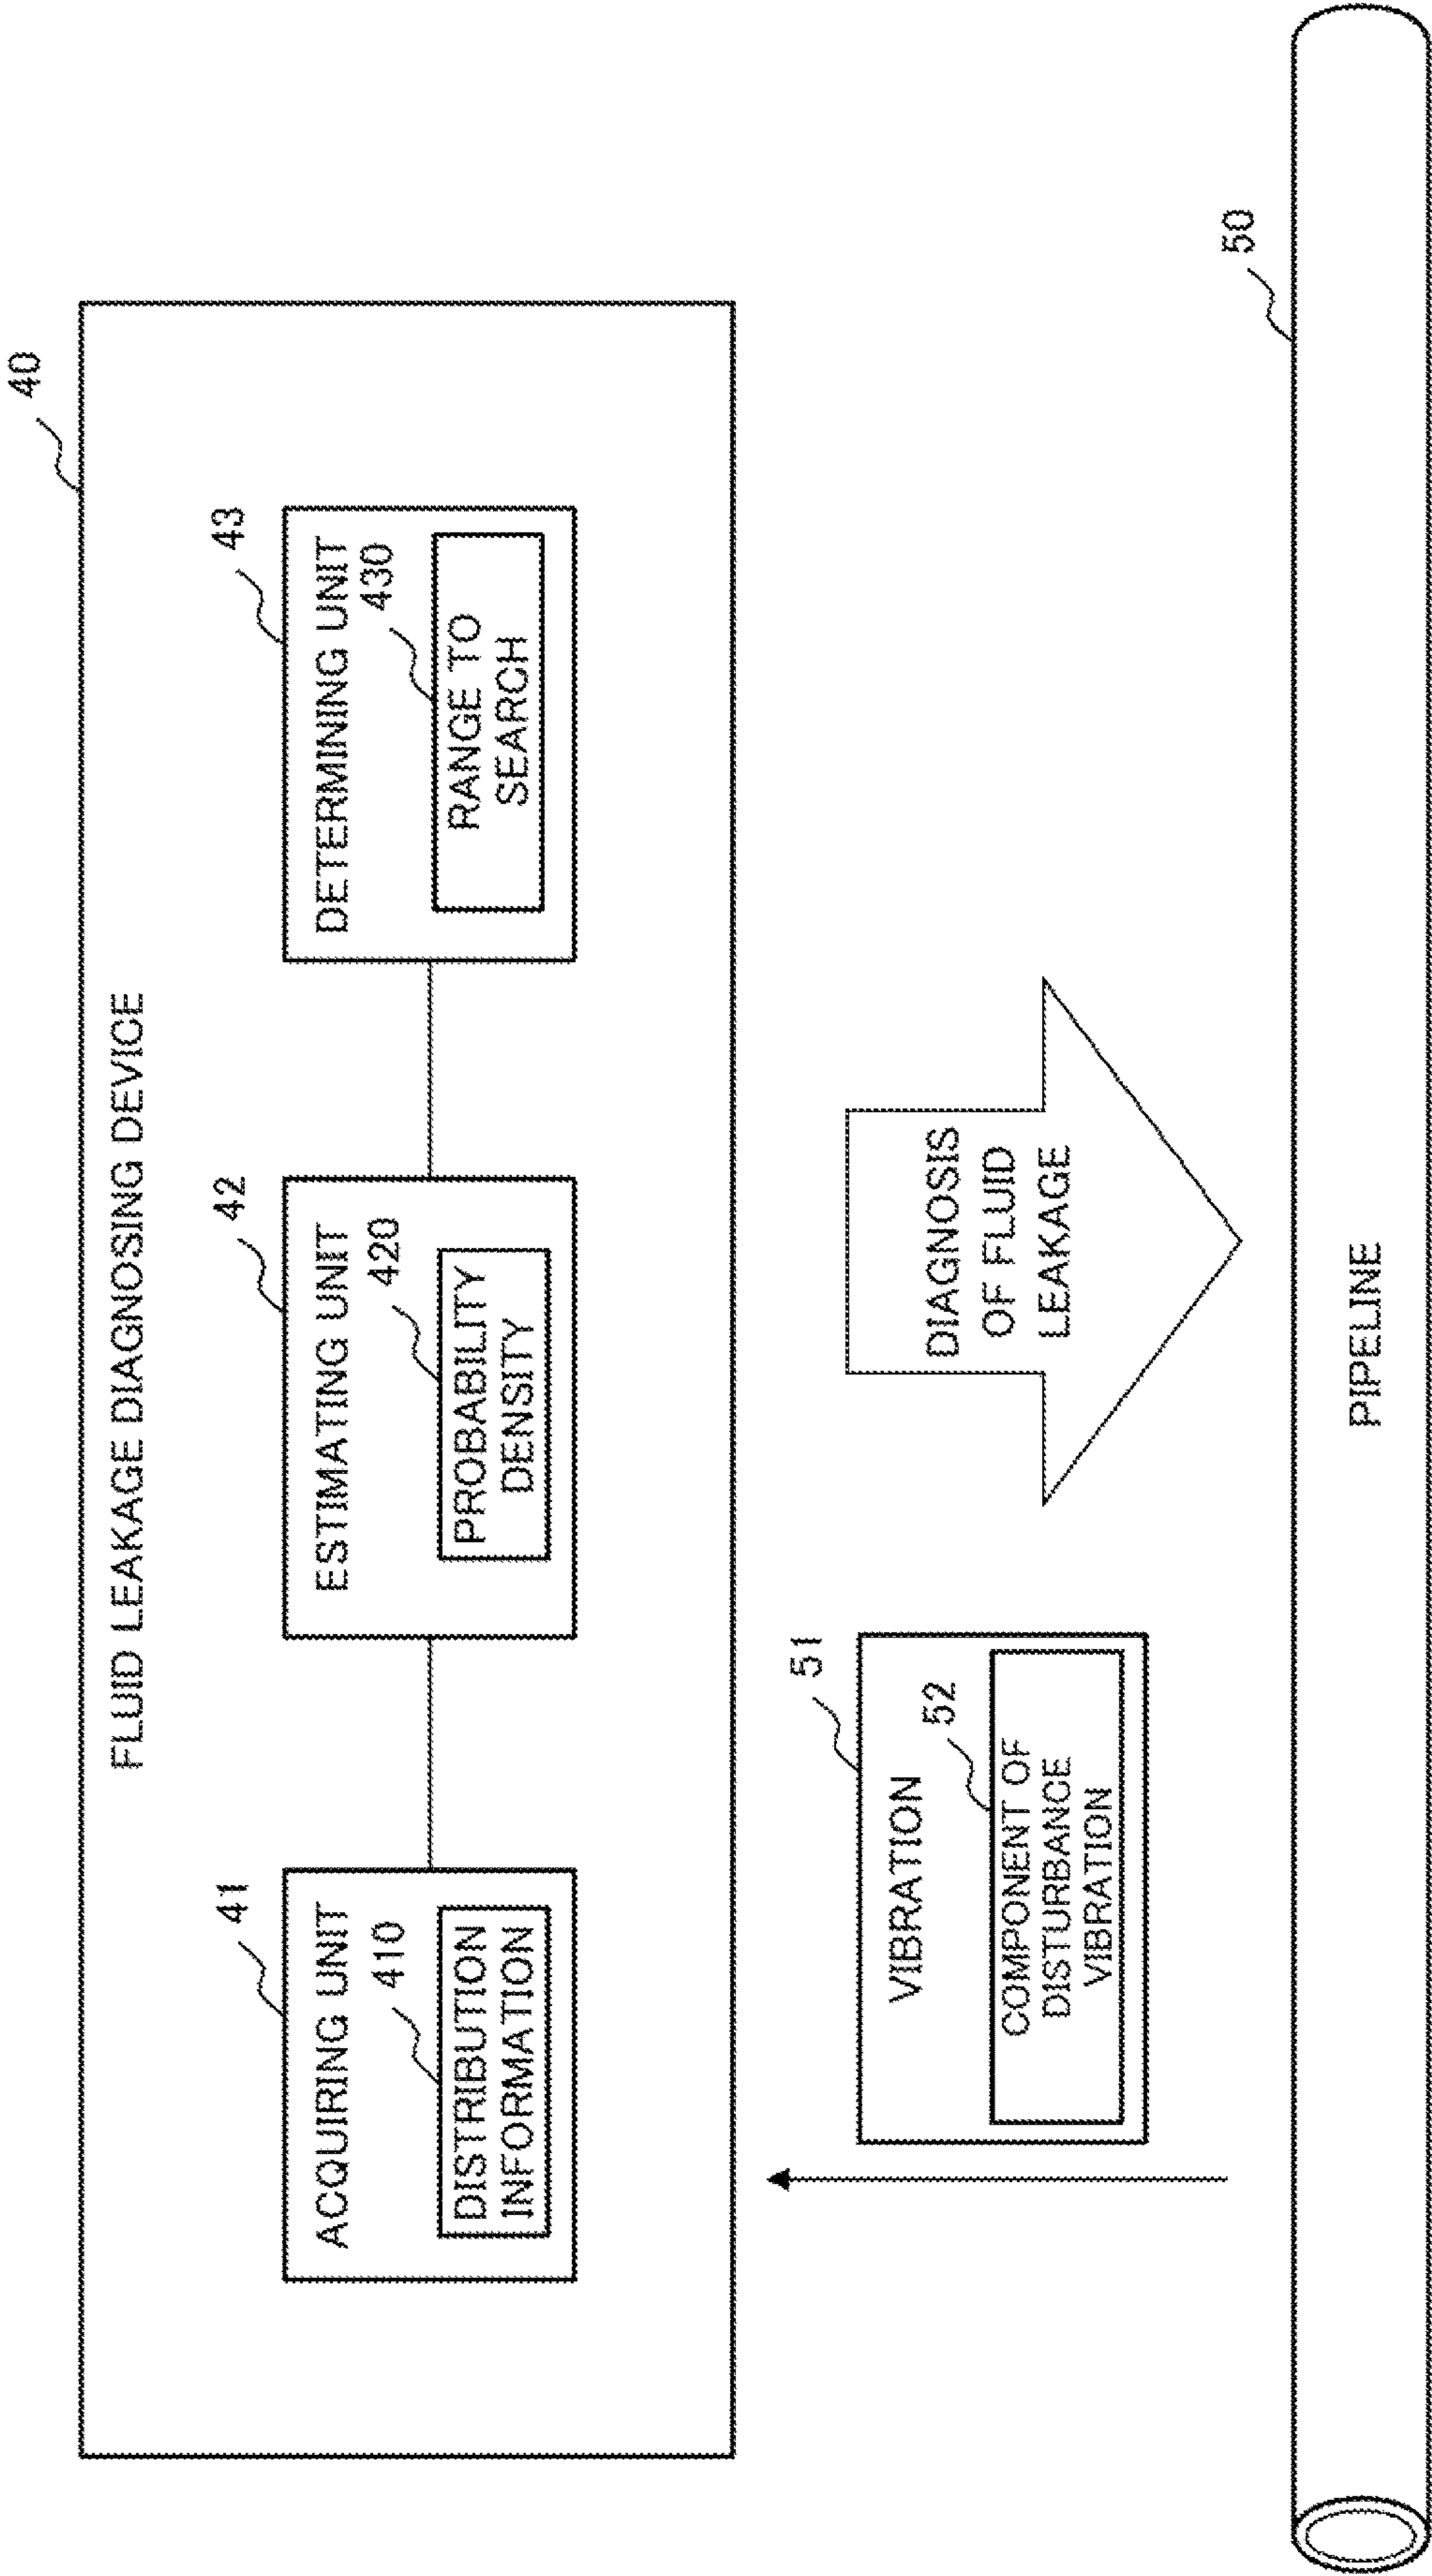 40
FLUID LEAKAGE DIAGNOSING DEVICE
41
ACQUIRING UNIT
410
DISTRIBUTION
INFORMATION
42
ESTIMATING UNIT
420
PROBABILITY
DENSITY
43
DETERMINING UNIT
430
RANGE TO
SEARCH
51
VIBRATION
52
COMPONENT OF
DISTURBANCE
VIBRATION
DIAGNOSIS
OF FLUID
LEAKAGE
50
PIPELINE